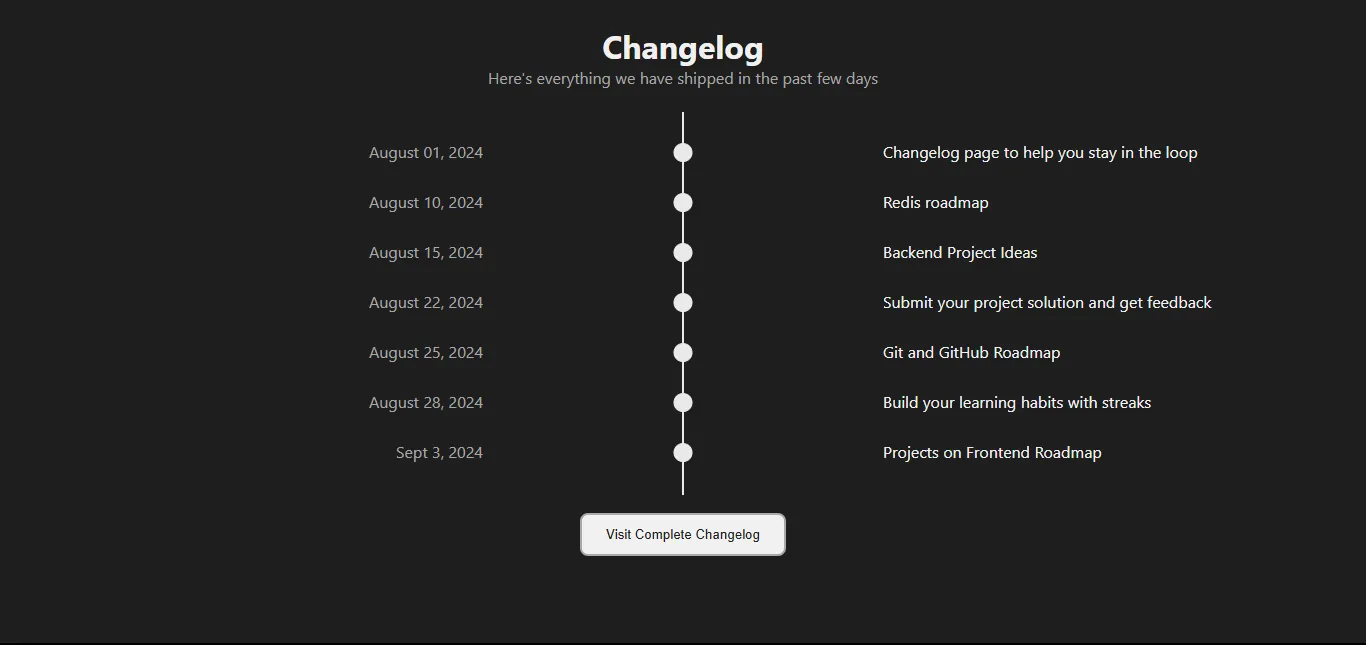 Changelog
Here's everything we have shipped in the past few days
August 01, 2024 Changelog page to help you stay in the loop
August 10, 2024 Redis roadmap
August 15, 2024 Backend Project Ideas
August 22, 2024 Submit your project solution and get feedback
August 25, 2024 Git and GitHub Roadmap
August 28, 2024 Build your learning habits with streaks
Sept 3, 2024 Projects on Frontend Roadmap
Visit Complete Changelog